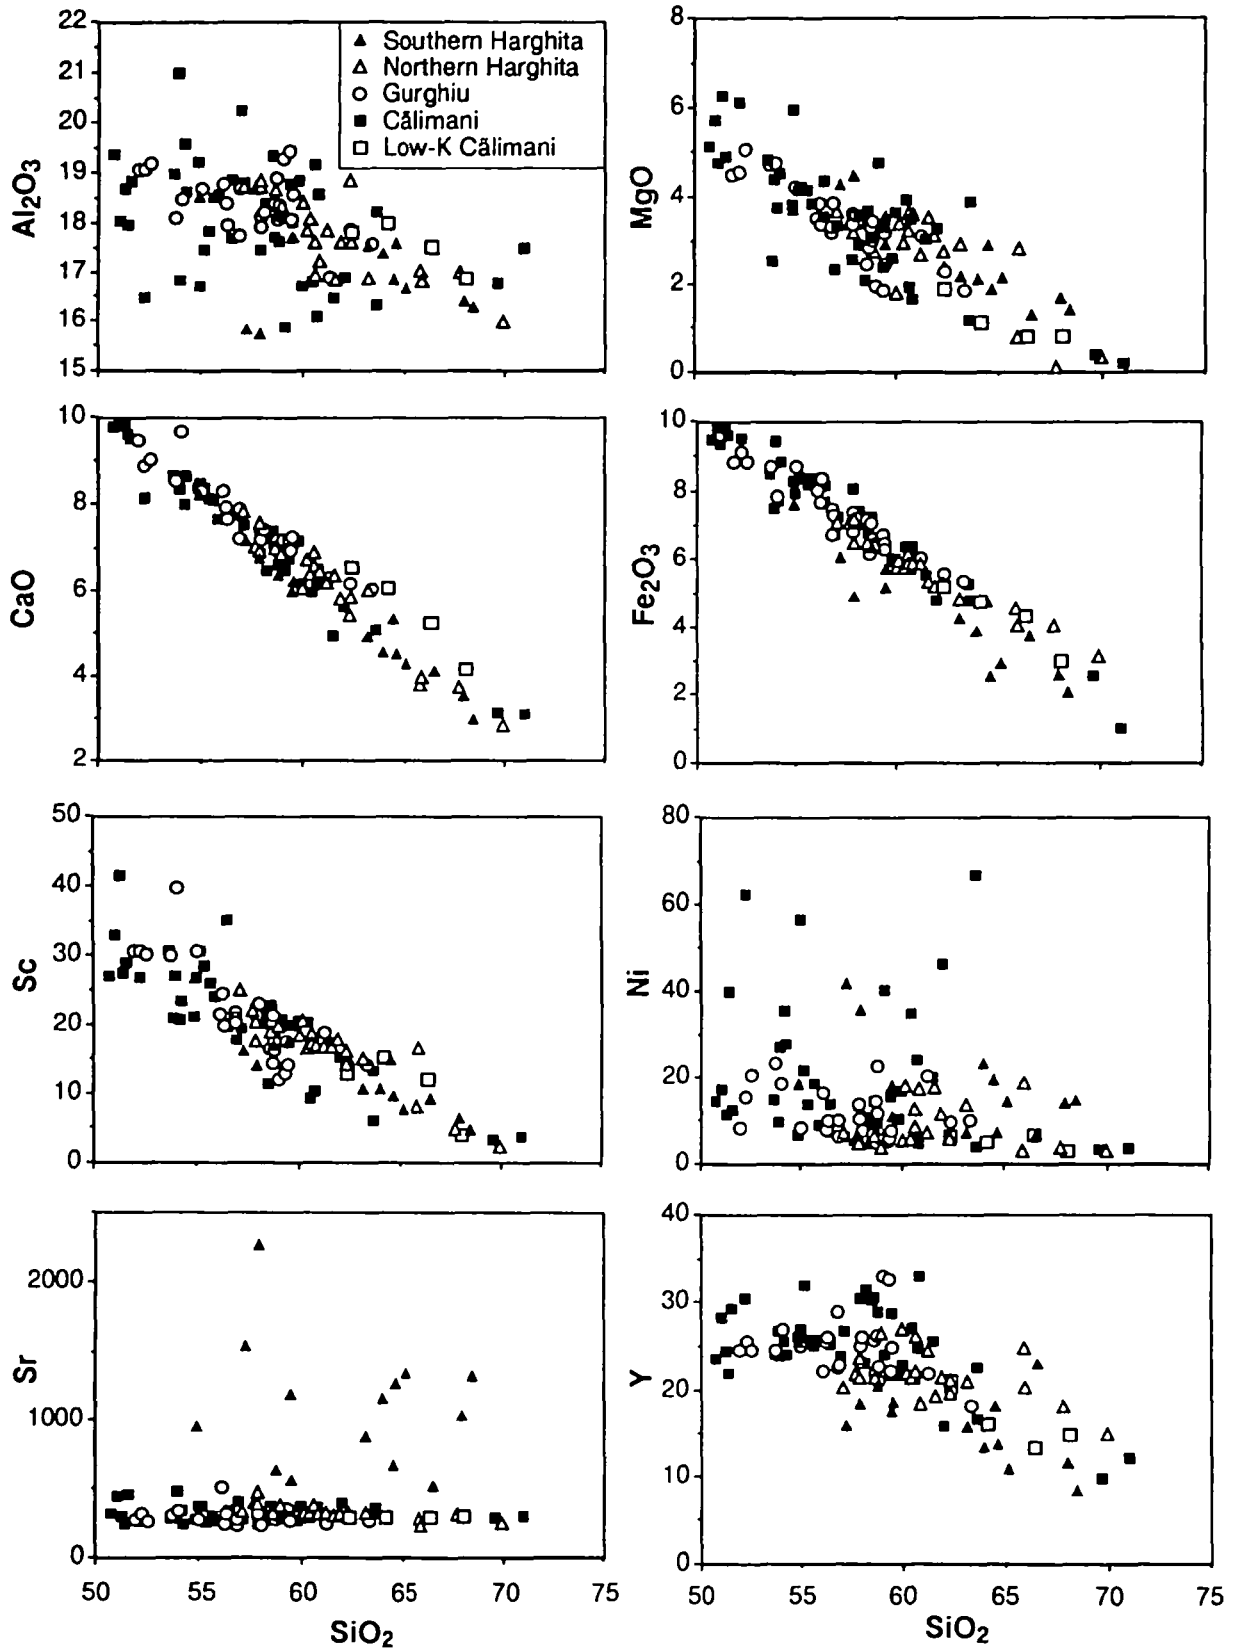 Al₂O₃
22
21
20
19
18
17
16
15
▲ Southern Harghita
△ Northern Harghita
○ Gurghiu
■ Călimani
□ Low-K Călimani
MgO
8
6
4
2
0
CaO
10
8
6
4
2
Fe₂O₃
10
8
6
4
2
0
Sc
50
40
30
20
10
0
Ni
80
60
40
20
0
Sr
2000
1000
0
50 55 60 65 70 75
SiO₂
Y
40
30
20
10
0
50 55 60 65 70 75
SiO₂